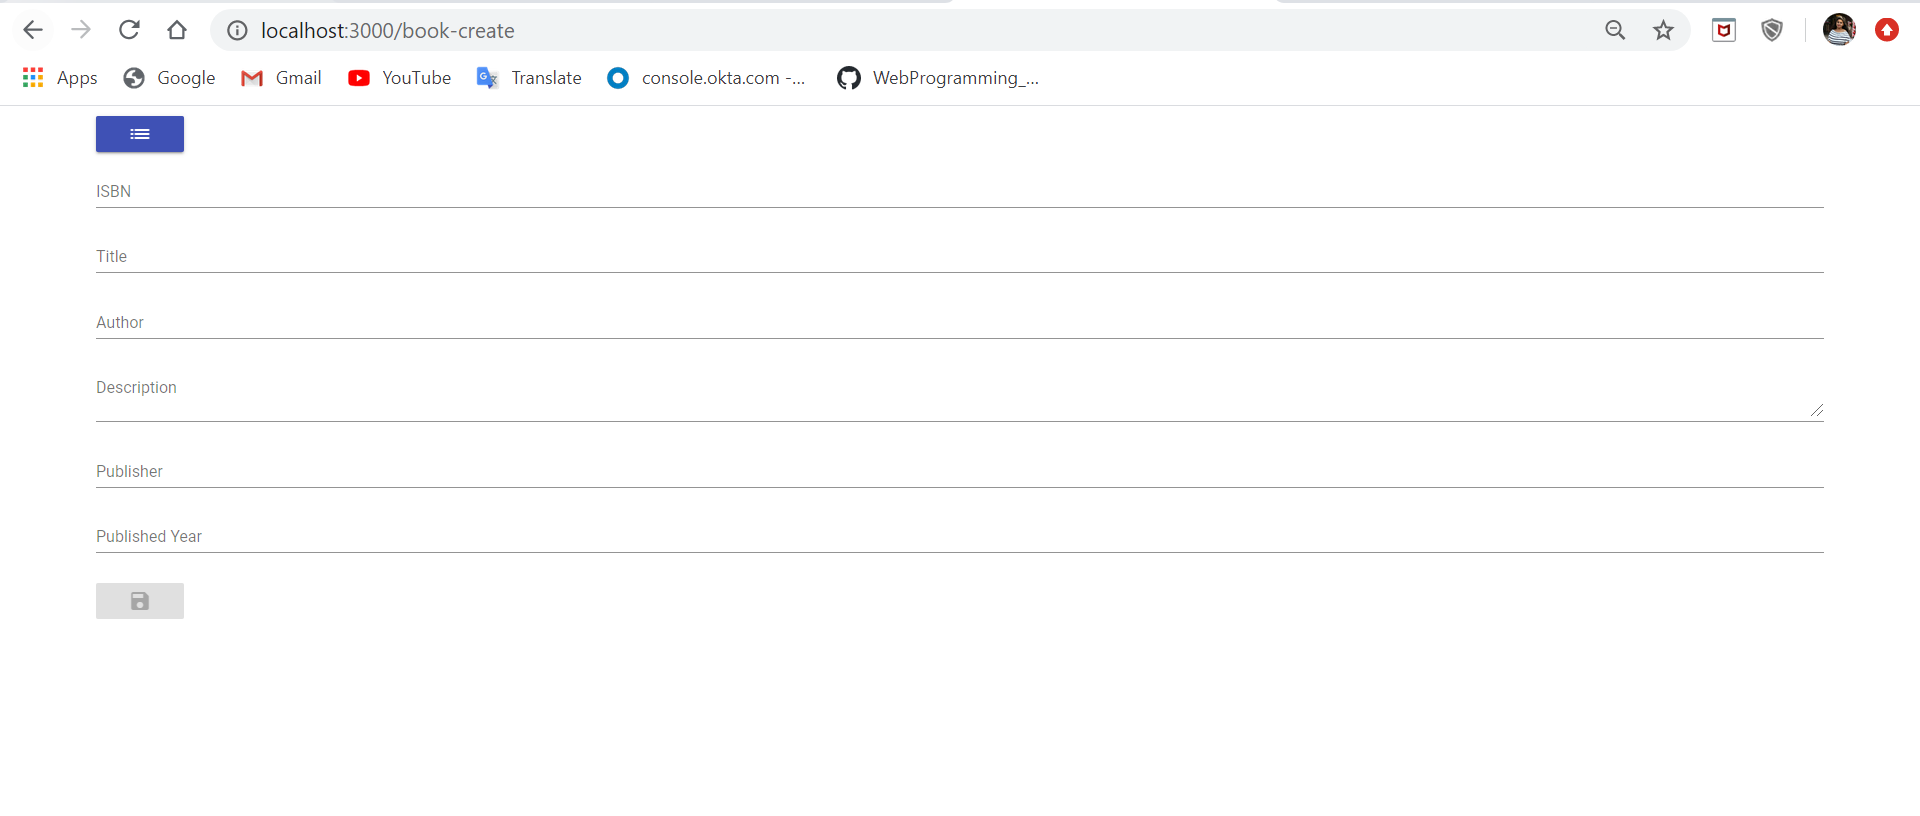 localhost:3000/book-create
Apps Google Gmail YouTube Translate console.okta.com -... WebProgramming_...
ISBN
Title
Author
Description
Publisher
Published Year